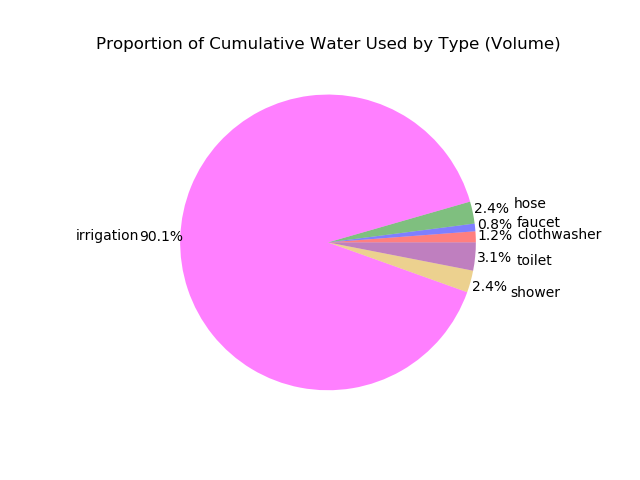 Proportion of Cumulative Water Used by Type (Volume)
hose
2.4%
faucet
0.8%
clothwasher
1.2%
irrigation 90.1%
3.1%
toilet
2.4%
shower